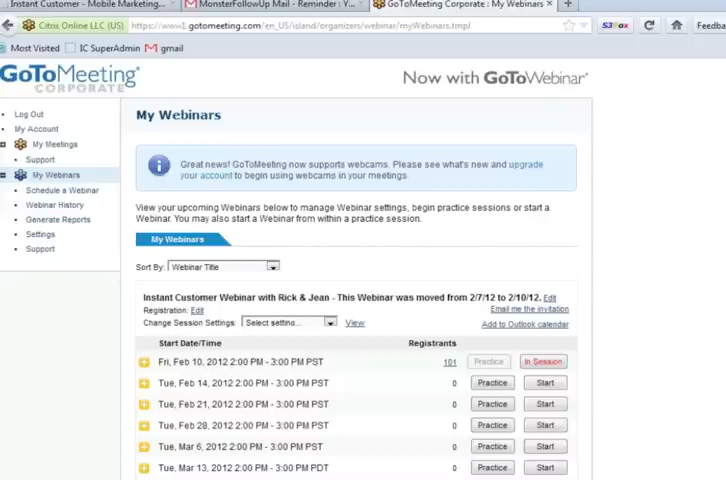 Instant Customer - Mobile Marketing...
MonsterFollowUp Mail - Reminder : Y...
GoToMeeting Corporate : My Webinars
Citrix Online LLC (US)
https://www1.gotomeeting.com/en_US/island/organizers/webinar/myWebinars.tmpl
Feedba
Most Visited
IC SuperAdmin
gmail
GoToMeeting
CORPORATE
Now with GoToWebinar
Log Out
My Account
My Meetings
Support
My Webinars
Schedule a Webinar
Webinar History
Generate Reports
Settings
Support
My Webinars
Great news! GoToMeeting now supports webcams. Please see what's new and upgrade
your account to begin using webcams in your meetings.
View your upcoming Webinars below to manage Webinar settings, begin practice sessions or start a
Webinar. You may also start a Webinar from within a practice session.
My Webinars
Sort By: Webinar Title
Instant Customer Webinar with Rick & Jean - This Webinar was moved from 2/7/12 to 2/10/12. Edit
Registration: Edit
Email me the invitation
Change Session Settings: Select settino... View
Add to Outlook calendar
Start Date/Time Registrants
Fri, Feb 10, 2012 2:00 PM - 3:00 PM PST 101 Practice In Session
Tue, Feb 14, 2012 2:00 PM - 3:00 PM PST 0 Practice Start
Tue, Feb 21, 2012 2:00 PM - 3:00 PM PST 0 Practice Start
Tue, Feb 28, 2012 2:00 PM - 3:00 PM PST 0 Practice Start
Tue, Mar 6, 2012 2:00 PM - 3:00 PM PST 0 Practice Start
Tue, Mar 13, 2012 2:00 PM - 3:00 PM PDT 0 Practice Start